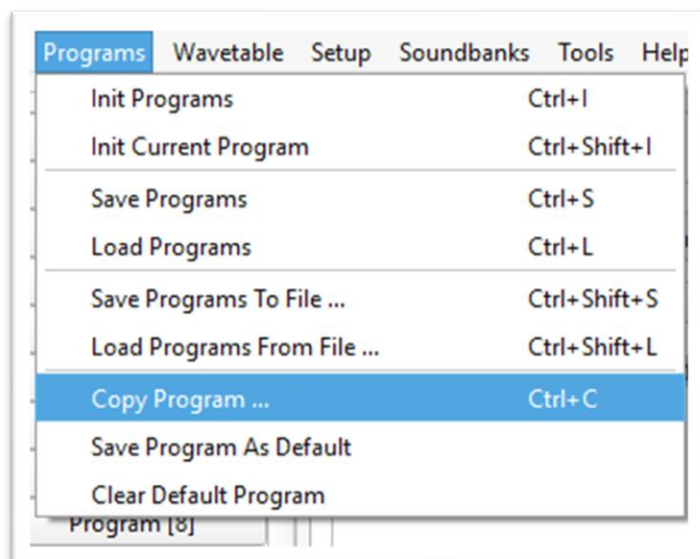 Programs Wavetable Setup Soundbanks Tools Help
Init Programs Ctrl+I
Init Current Program Ctrl+Shift+I
Save Programs Ctrl+S
Load Programs Ctrl+L
Save Programs To File ... Ctrl+Shift+S
Load Programs From File ... Ctrl+Shift+L
Copy Program ... Ctrl+C
Save Program As Default
Clear Default Program
Program [8]